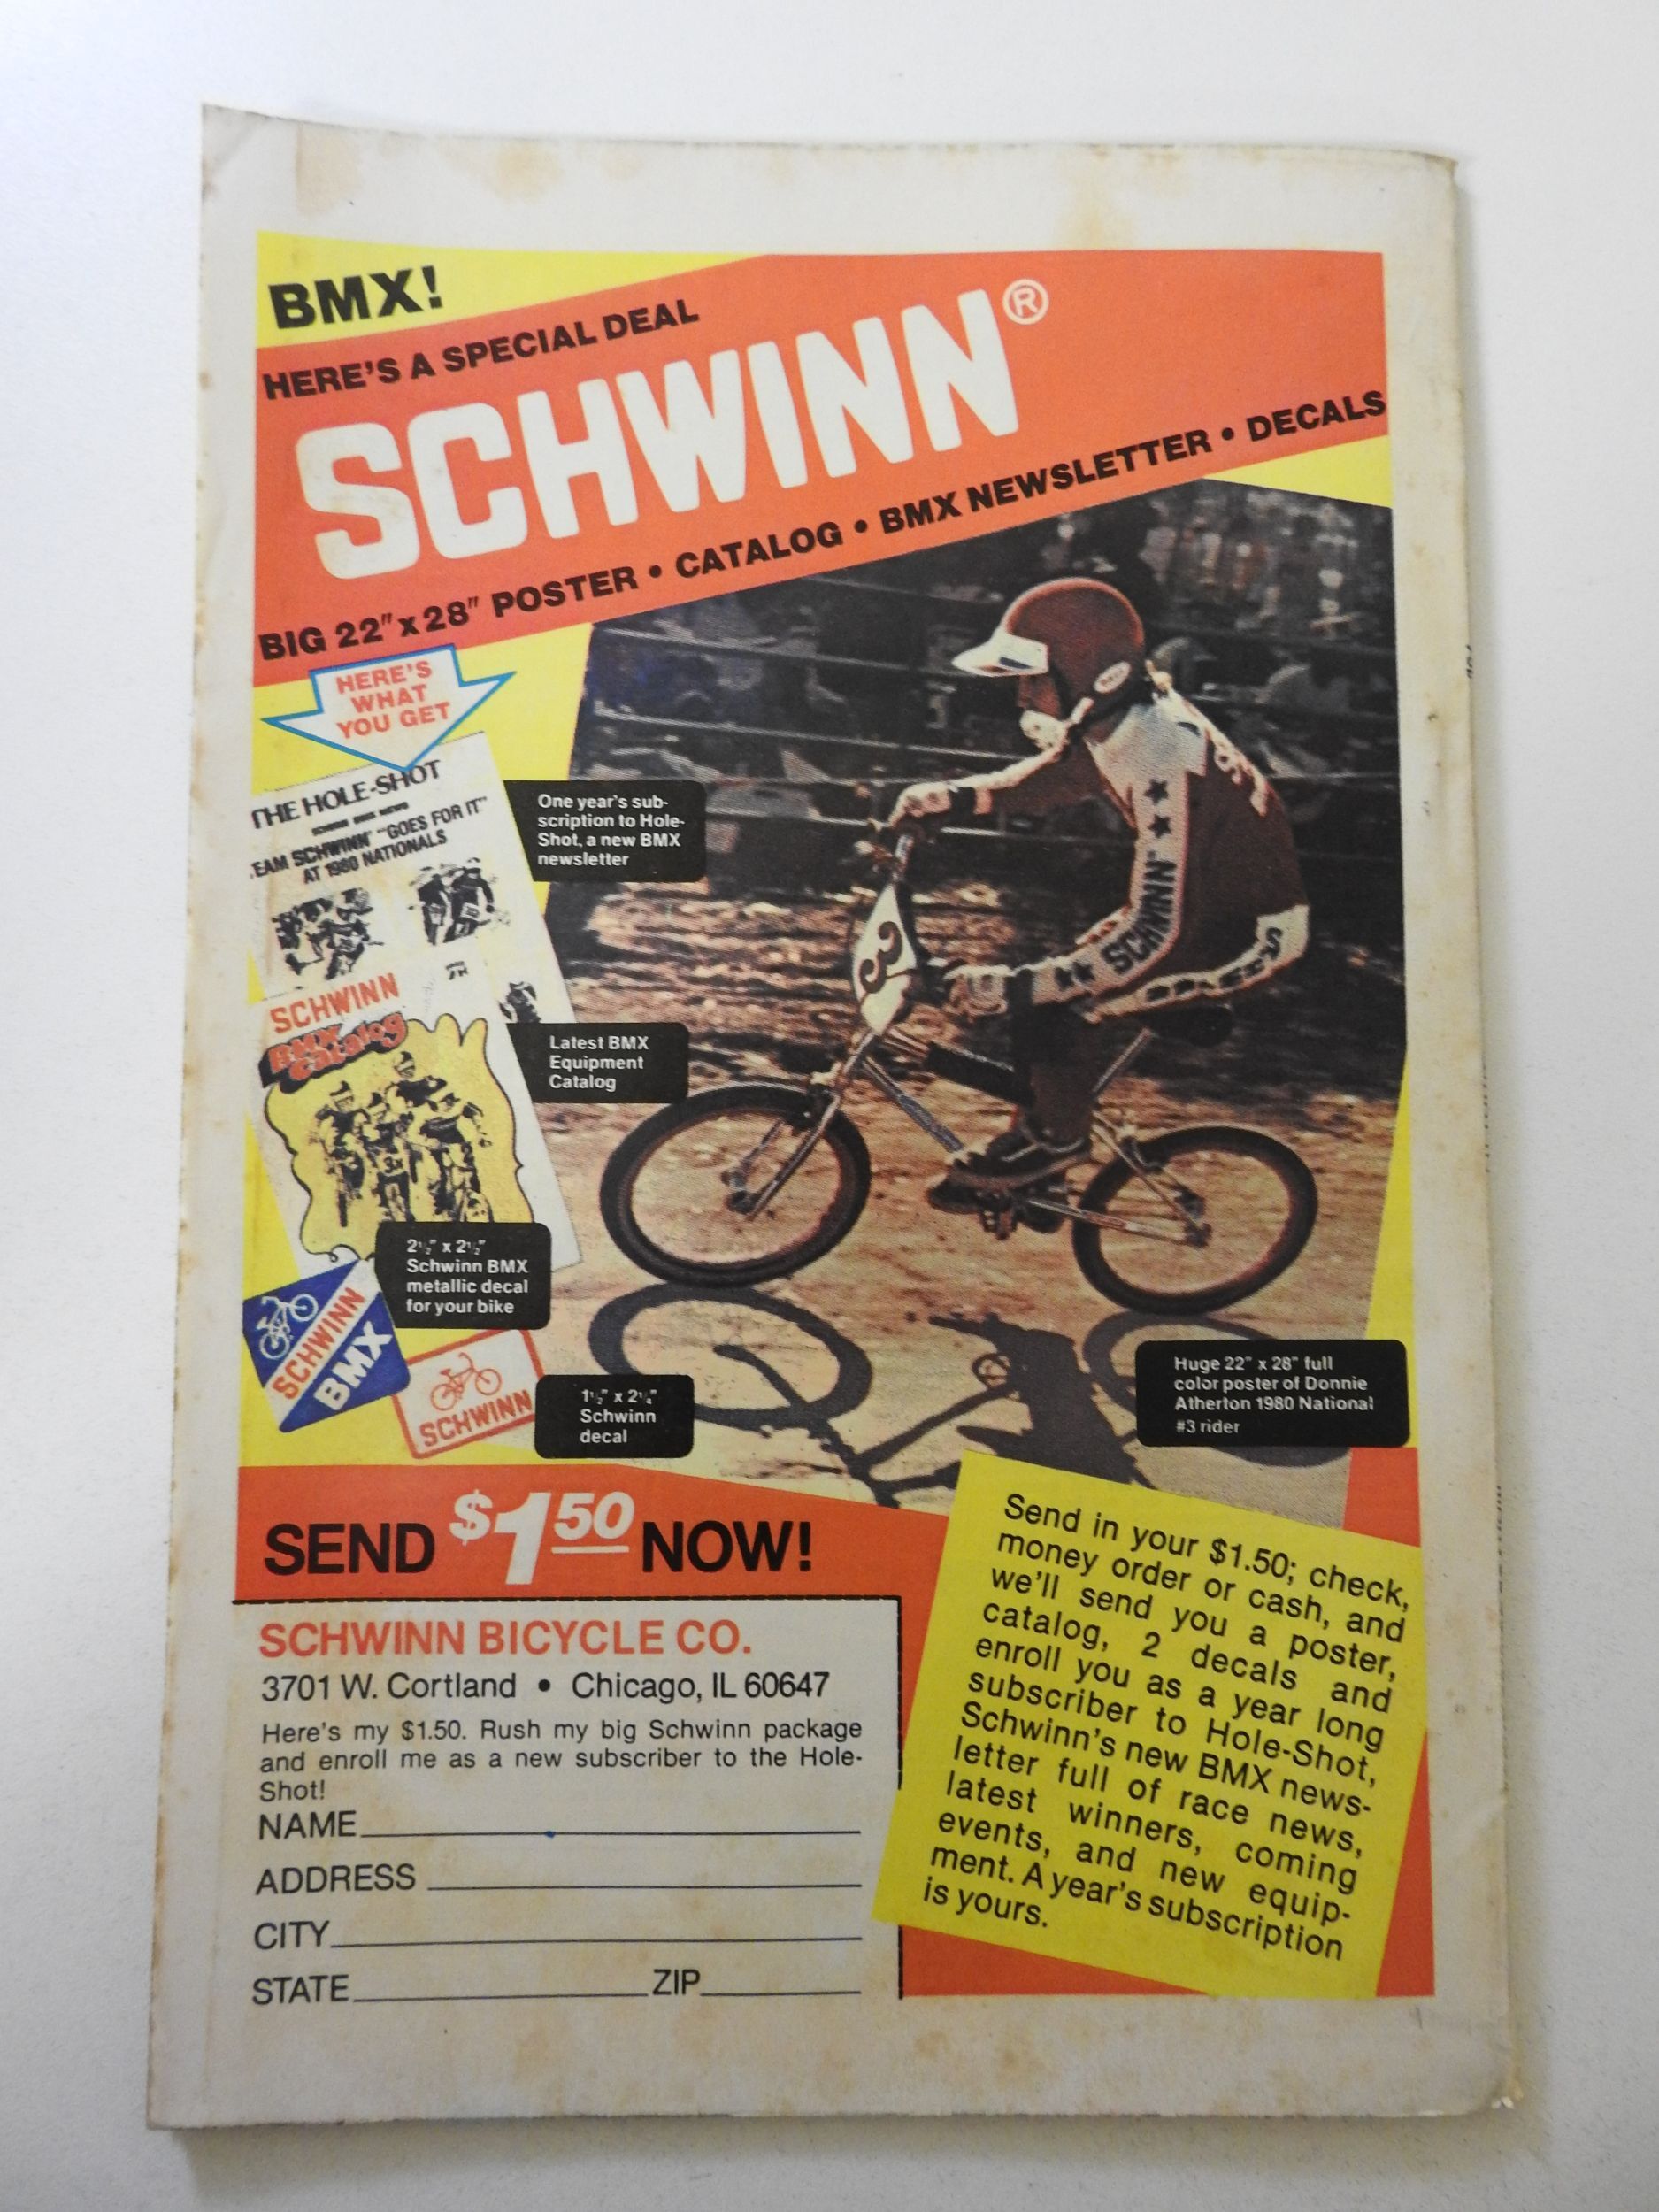 BMX!
HERE'S A SPECIAL DEAL
SCHWINN®
BIG 22" x 28" POSTER • CATALOG • BMX NEWSLETTER • DECALS
HERE'S
WHAT
YOU GET
THE HOLE-SHOT
SCHWINN BMX NEWS
EAM SCHWINN" "GOES FOR IT"
AT 1980 NATIONALS
One year's sub-
scription to Hole-
Shot, a new BMX
newsletter
SCHWINN
BMX
Catalog
Latest BMX
Equipment
Catalog
2½" x 2½"
Schwinn BMX
metallic decal
for your bike
SCHWINN
BMX
SCHWINN
1½" x 2¼"
Schwinn
decal
BELL
3
SCHWINN
Huge 22" x 28" full
color poster of Donnie
Atherton 1980 National
#3 rider
SEND $1.50 NOW!
SCHWINN BICYCLE CO.
3701 W. Cortland • Chicago, IL 60647
Here's my $1.50. Rush my big Schwinn package
and enroll me as a new subscriber to the Hole-
Shot!
NAME
ADDRESS
CITY
STATE ZIP
Send in your $1.50; check,
money order or cash, and
we'll send you a poster,
catalog, 2 decals and
enroll you as a year long
subscriber to Hole-Shot,
Schwinn's new BMX news-
letter full of race news,
latest winners, coming
events, and new equip-
ment. A year's subscription
is yours.